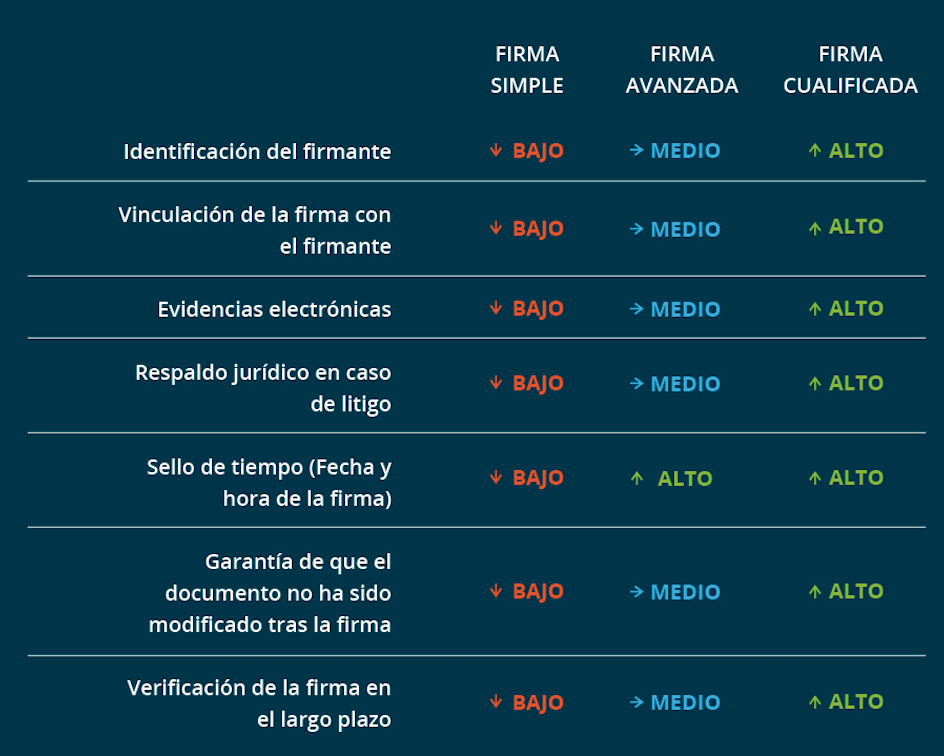 FIRMA SIMPLE
FIRMA AVANZADA
FIRMA CUALIFICADA
Identificación del firmante
↓ BAJO → MEDIO ↑ ALTO
Vinculación de la firma con
el firmante
↓ BAJO → MEDIO ↑ ALTO
Evidencias electrónicas
↓ BAJO → MEDIO ↑ ALTO
Respaldo jurídico en caso
de litigo
↓ BAJO → MEDIO ↑ ALTO
Sello de tiempo (Fecha y
hora de la firma)
↓ BAJO ↑ ALTO ↑ ALTO
Garantía de que el
documento no ha sido
modificado tras la firma
↓ BAJO → MEDIO ↑ ALTO
Verificación de la firma en
el largo plazo
↓ BAJO → MEDIO ↑ ALTO